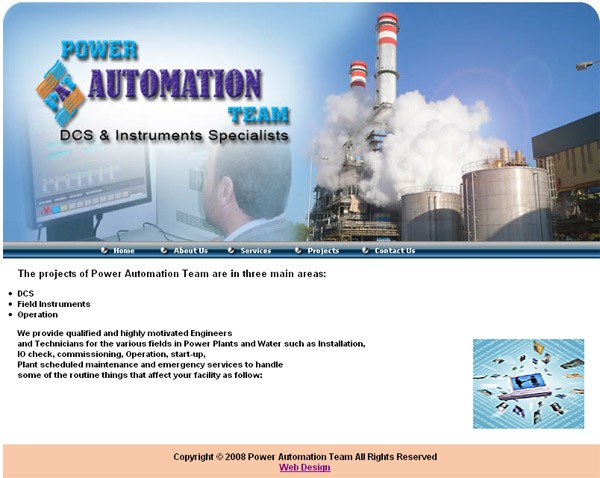 POWER
AUTOMATION
TEAM
PAT
DCS & Instruments Specialists
Home About Us Services Projects Contact Us
The projects of Power Automation Team are in three main areas:
DCS
Field Instruments
Operation
We provide qualified and highly motivated Engineers
and Technicians for the various fields in Power Plants and Water such as Installation,
IO check, commissioning, Operation, start-up,
Plant scheduled maintenance and emergency services to handle
some of the routine things that affect your facility as follow:
Copyright © 2008 Power Automation Team All Rights Reserved
Web Design